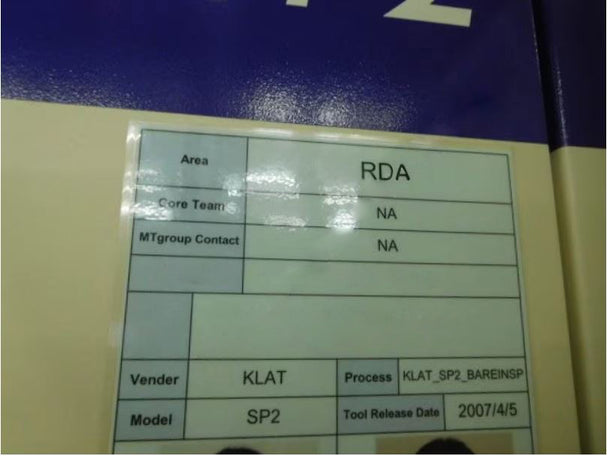 Area RDA
Core Team NA
MTgroup Contact NA
Vender KLAT Process KLAT_SP2_BAREINSP
Model SP2 Tool Release Date 2007/4/5